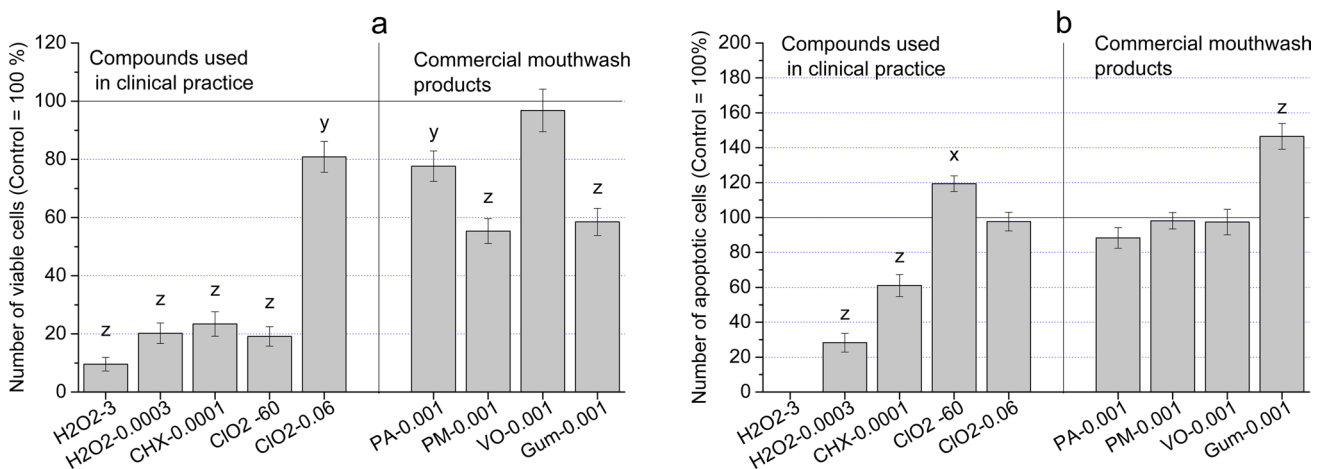 a
Number of viable cells (Control = 100 %)
120
100
80
60
40
20
0
Compounds used
in clinical practice
Commercial mouthwash
products
z
z
z
z
y
y
z
z
H2O2-3
H2O2-0.0003
CHX-0.0001
ClO2 -60
ClO2-0.06
PA-0.001
PM-0.001
VO-0.001
Gum-0.001
b
Number of apoptotic cells (Control = 100%)
200
180
160
140
120
100
80
60
40
20
0
Compounds used
in clinical practice
Commercial mouthwash
products
z
z
x
z
H2O2-3
H2O2-0.0003
CHX-0.0001
ClO2 -60
ClO2-0.06
PA-0.001
PM-0.001
VO-0.001
Gum-0.001